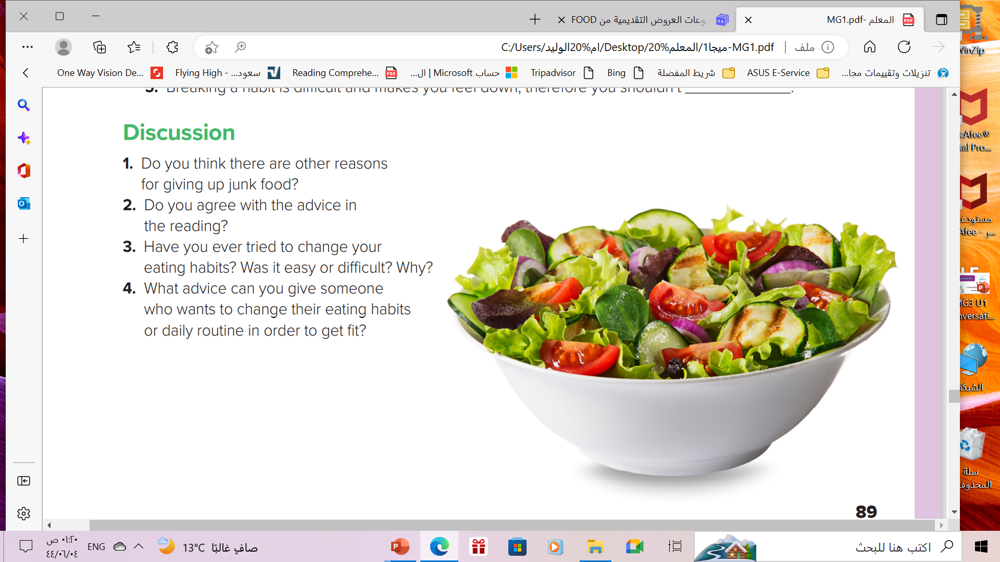 المعلم -MG1.pdf
وعات العروض التقديمية من FOOD
C:/Users/ام%20الوليد/Desktop/20%المعلم/ميجا1-MG1.pdf
ملف
One Way Vision De...
Flying High - سعود...
Reading Comprehe...
حساب Microsoft | ال...
Tripadvisor
Bing
شريط المفضلة
ASUS E-Service
تنزيلات وتقييمات مجا...
3. Breaking a habit is difficult and makes you feel down, therefore you shouldn't _______________.
Discussion
1. Do you think there are other reasons
for giving up junk food?
2. Do you agree with the advice in
the reading?
3. Have you ever tried to change your
eating habits? Was it easy or difficult? Why?
4. What advice can you give someone
who wants to change their eating habits
or daily routine in order to get fit?
89
WinZip
cAfee®
tal Pro...
مستودع
Afee - ر...
MG3 U1
nversati...
الشبكة
سلة
المحذوف
٠١:٢٠ ص
٤٤/٠٦/٠٤
ENG
13°C صافٍ غالبًا
اكتب هنا للبحث